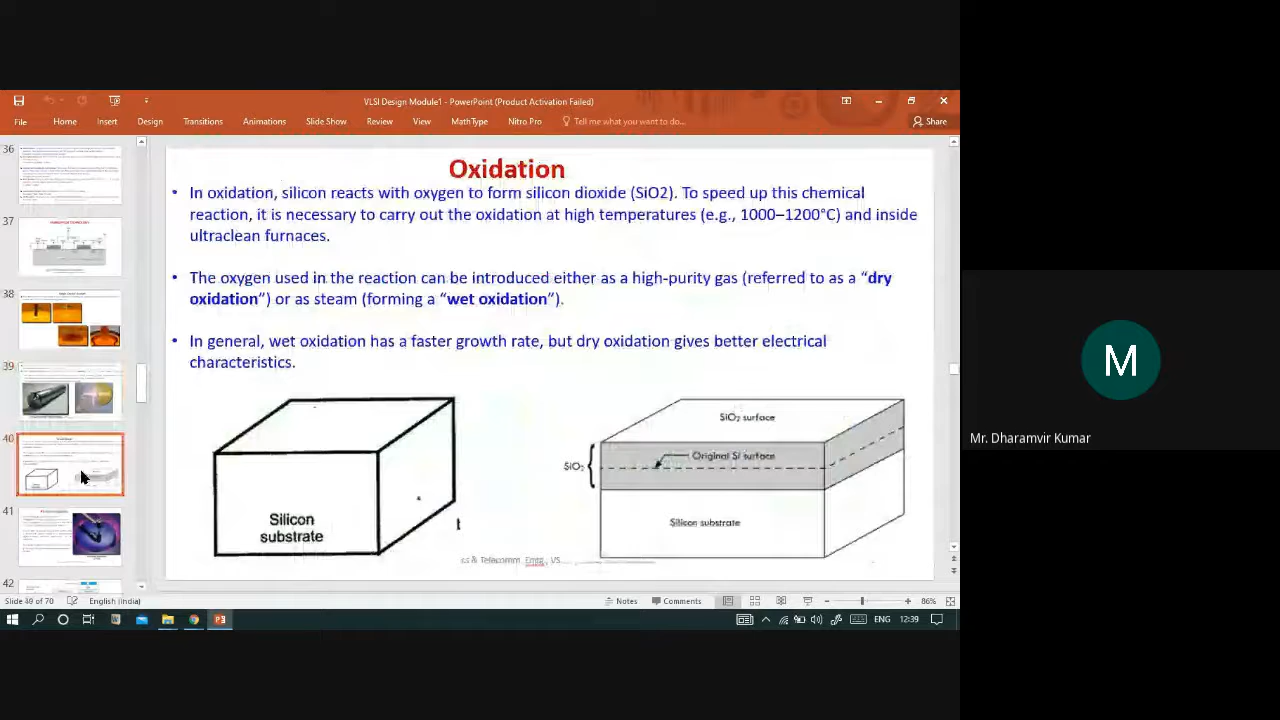 VLSI Design Module1 - PowerPoint (Product Activation Failed)
File Home Insert Design Transitions Animations Slide Show Review View MathType Nitro Pro Tell me what you want to do... Share
36
37
38
39
40
41
42
Oxidation
• In oxidation, silicon reacts with oxygen to form silicon dioxide (SiO2). To speed up this chemical
reaction, it is necessary to carry out the oxidation at high temperatures (e.g., 1000–1200°C) and inside
ultraclean furnaces.
• The oxygen used in the reaction can be introduced either as a high-purity gas (referred to as a “dry
oxidation”) or as steam (forming a “wet oxidation”).
• In general, wet oxidation has a faster growth rate, but dry oxidation gives better electrical
characteristics.
Silicon
substrate
t
SiO₂ surface
SiO₂
Original Si surface
Silicon substrate
cs & Telecomm. Emtg., VS
M
Mr. Dharamvir Kumar
of 70 English (India) Notes Comments 86%
ENG 12:39